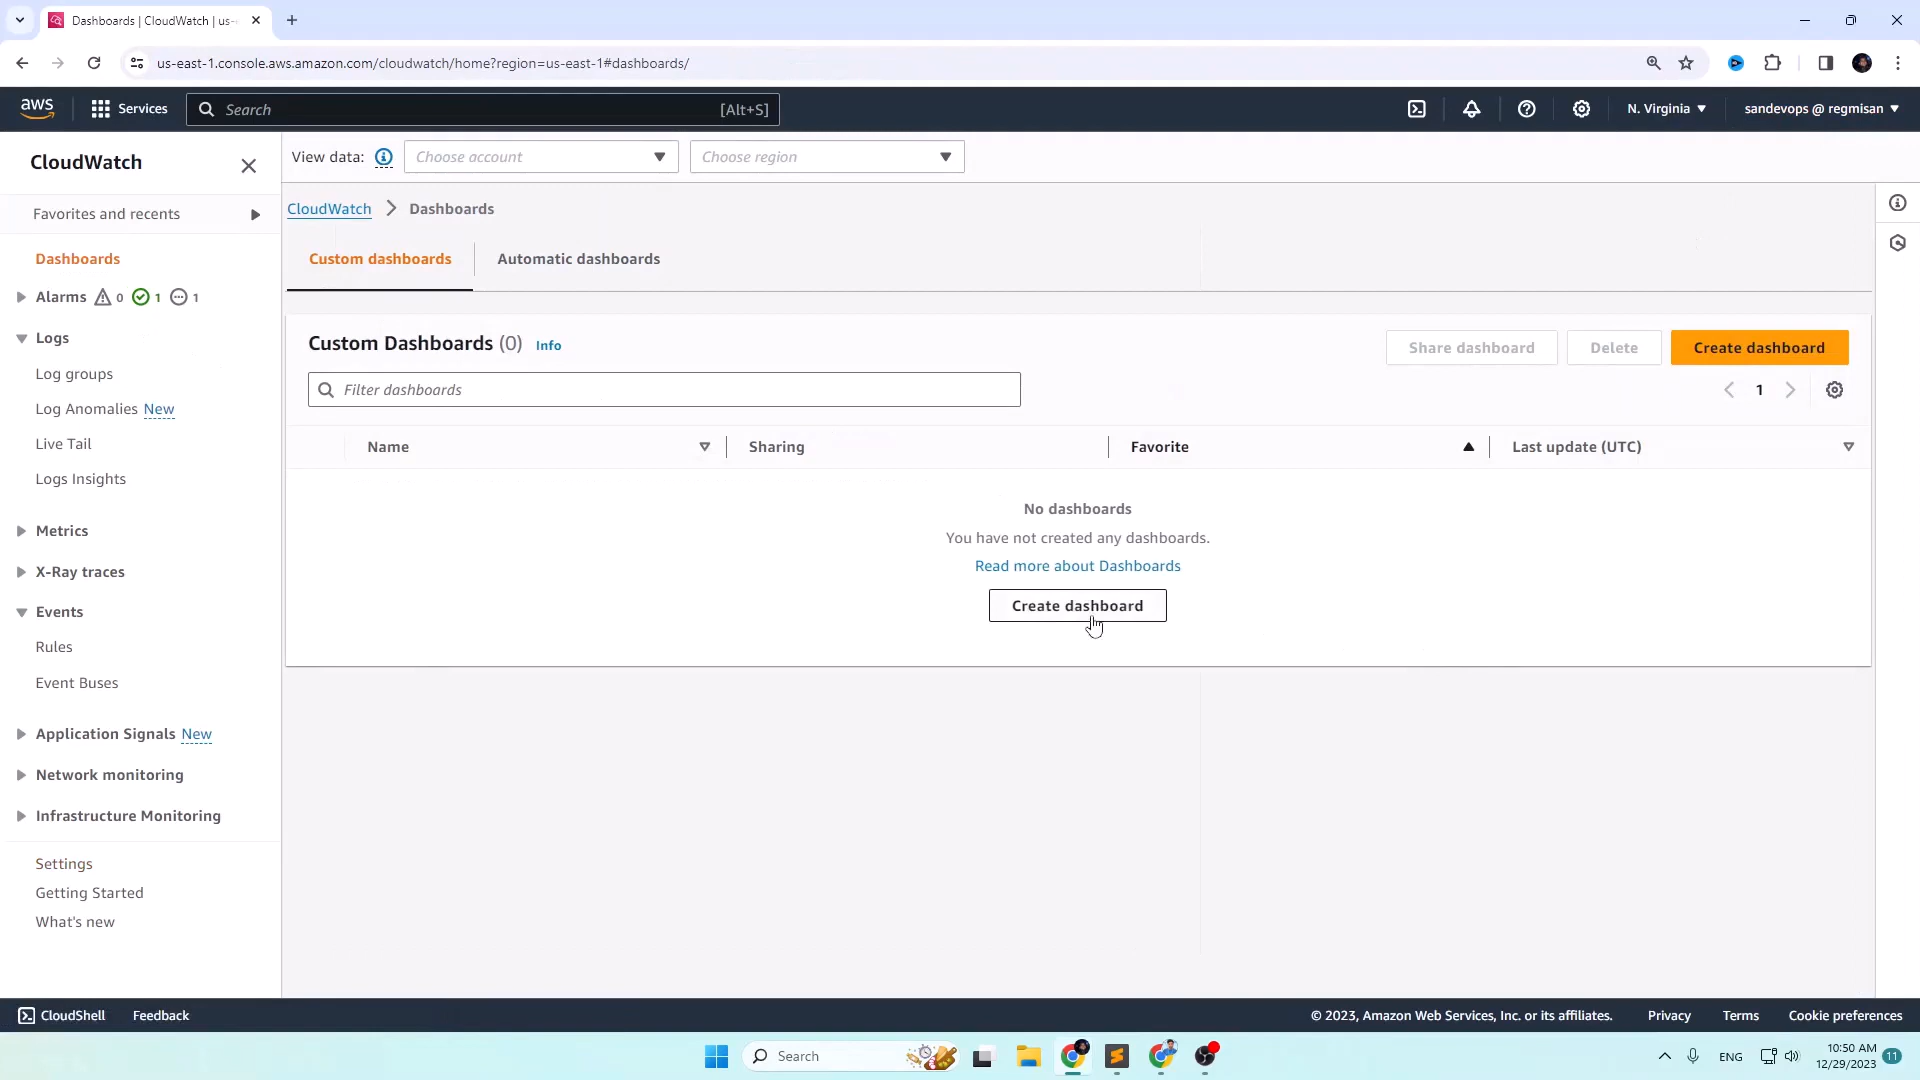 Dashboards | CloudWatch | us-
us-east-1.console.aws.amazon.com/cloudwatch/home?region=us-east-1#dashboards/
aws
Services
Search
[Alt+S]
N. Virginia
sandevops @ regmisan
CloudWatch
View data:
Choose account
Choose region
Favorites and recents
Dashboards
Alarms 0 1 1
Logs
Log groups
Log Anomalies New
Live Tail
Logs Insights
Metrics
X-Ray traces
Events
Rules
Event Buses
Application Signals New
Network monitoring
Infrastructure Monitoring
Settings
Getting Started
What's new
CloudWatch
Dashboards
Custom dashboards
Automatic dashboards
Custom Dashboards (0) Info
Share dashboard
Delete
Create dashboard
Filter dashboards
1
Name
Sharing
Favorite
Last update (UTC)
No dashboards
You have not created any dashboards.
Read more about Dashboards
Create dashboard
CloudShell
Feedback
© 2023, Amazon Web Services, Inc. or its affiliates.
Privacy
Terms
Cookie preferences
Search
ENG
10:50 AM
12/29/2023
11